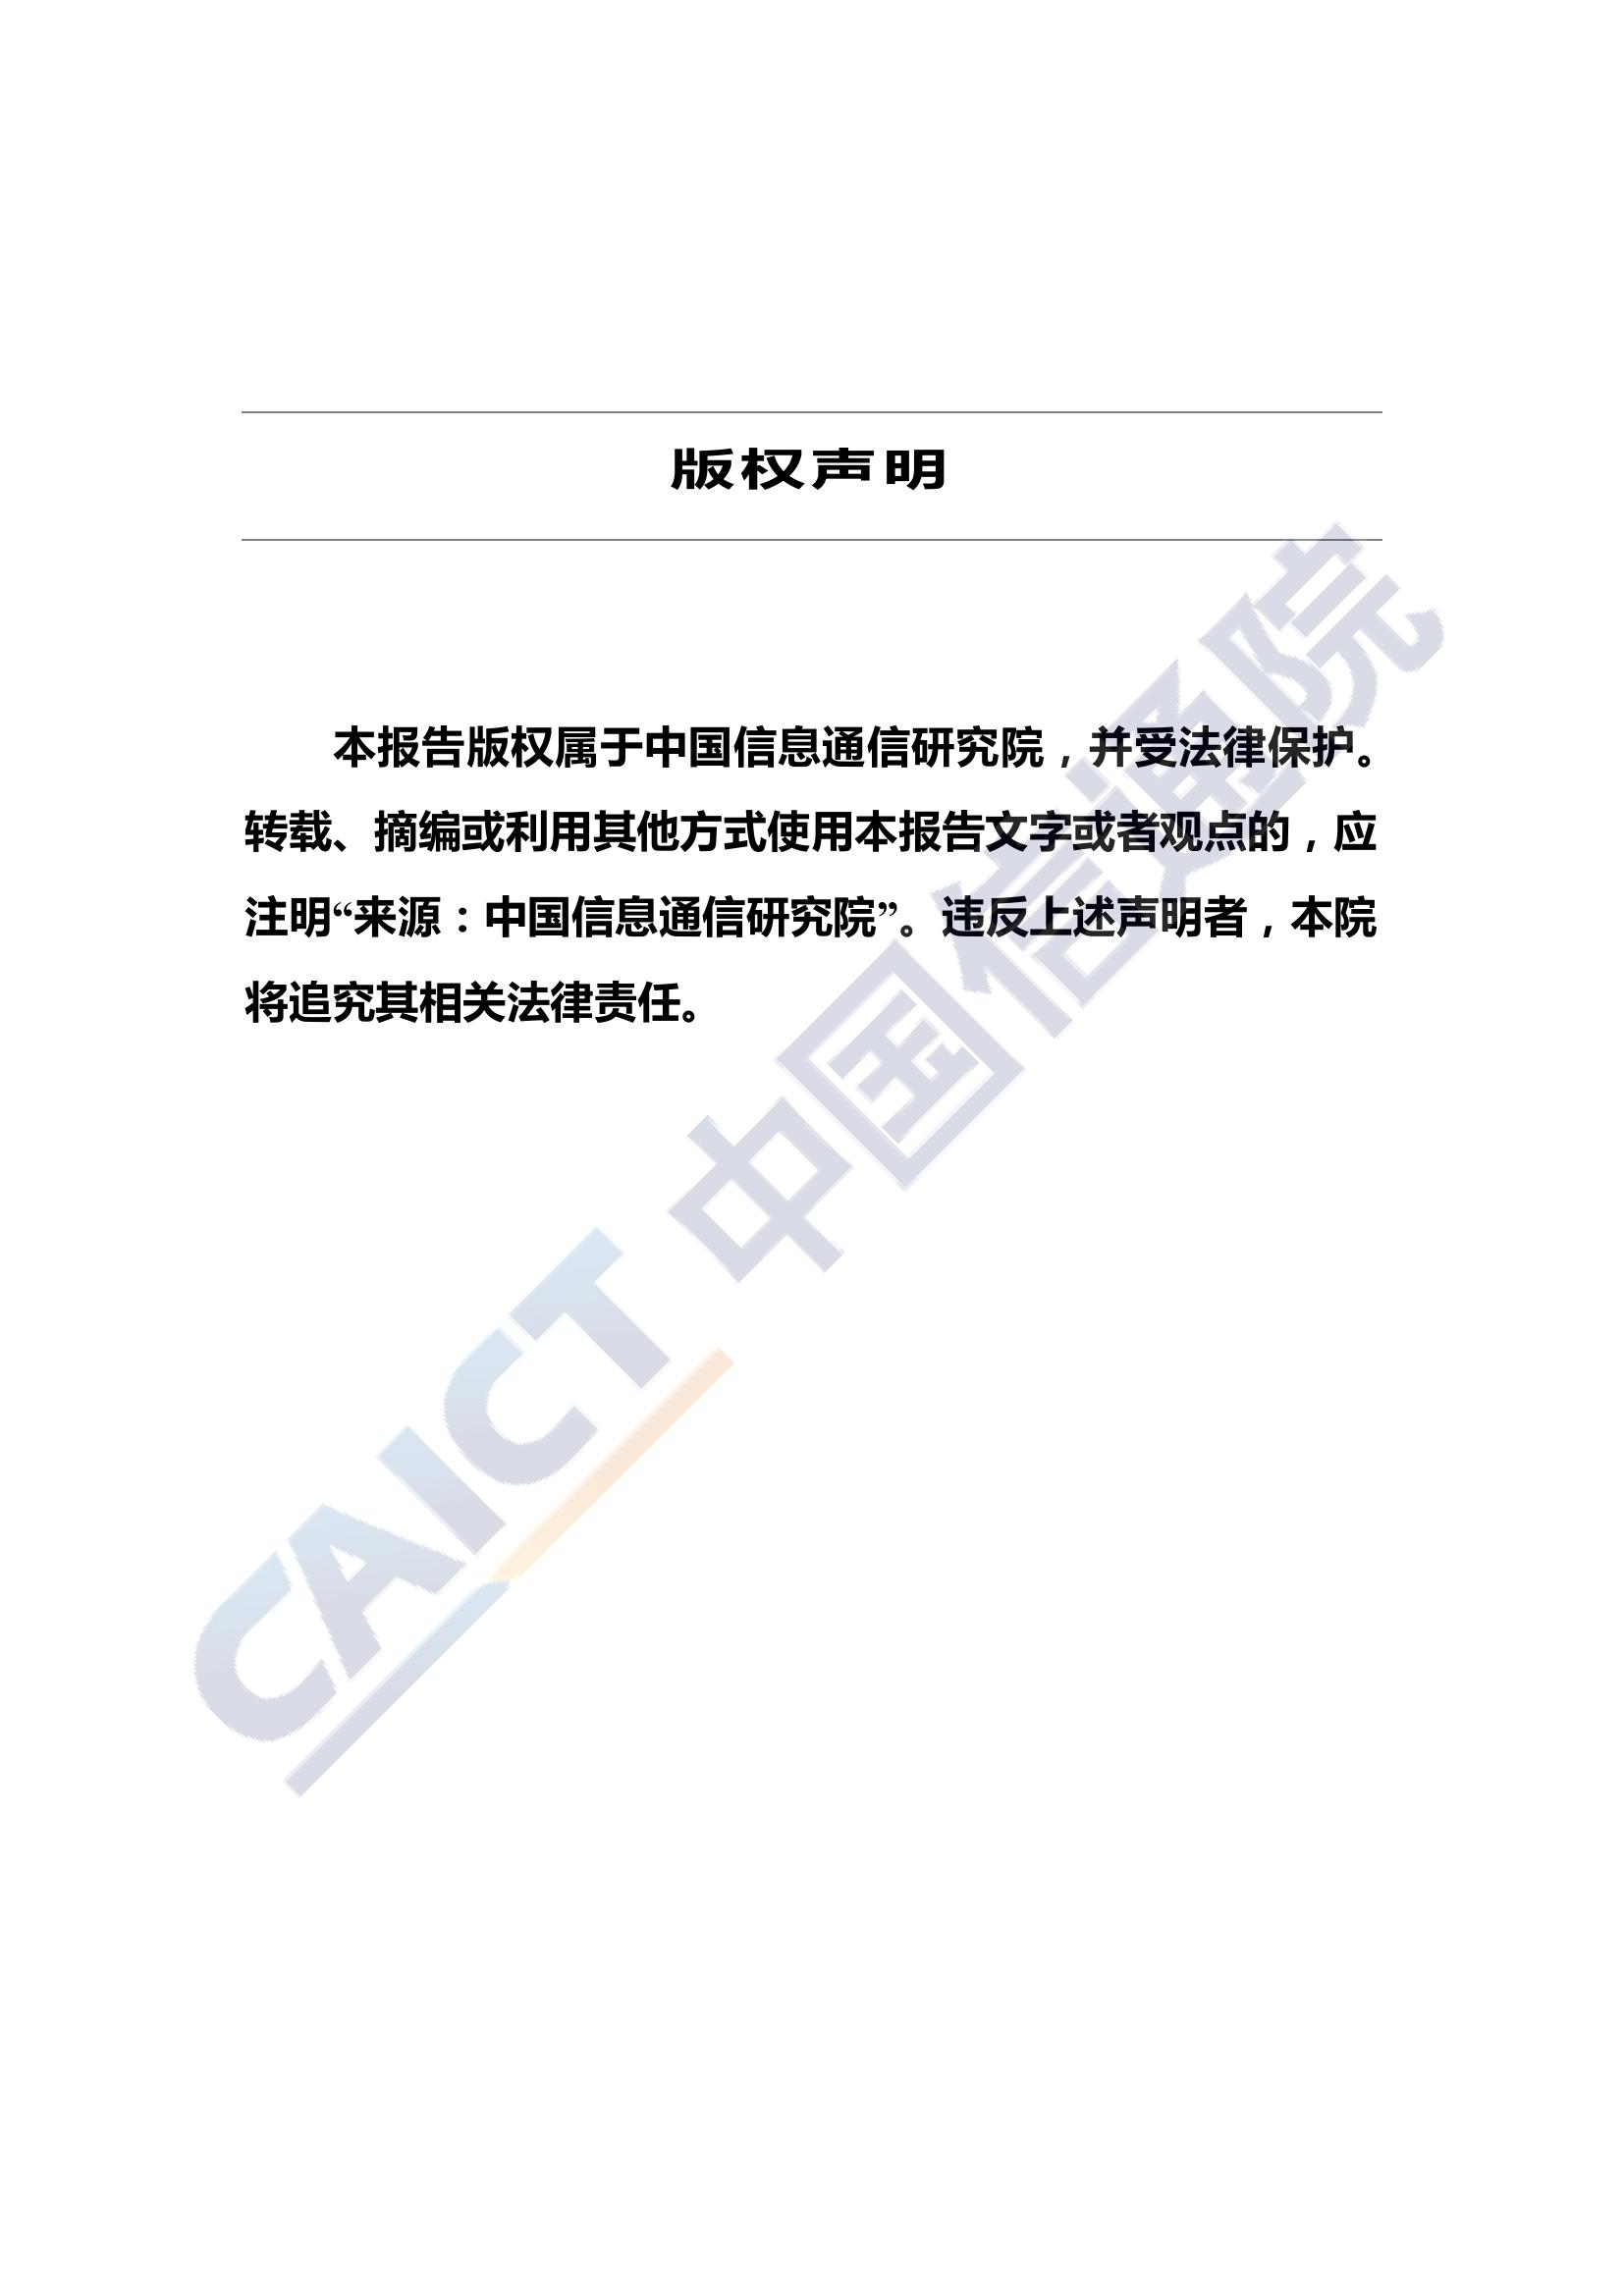 版权声明
本报告版权属于中国信息通信研究院，并受法律保护。
转载、摘编或利用其他方式使用本报告文字或者观点的，应
注明“来源：中国信息通信研究院”。违反上述声明者，本院
将追究其相关法律责任。
CAICT 中国信通院